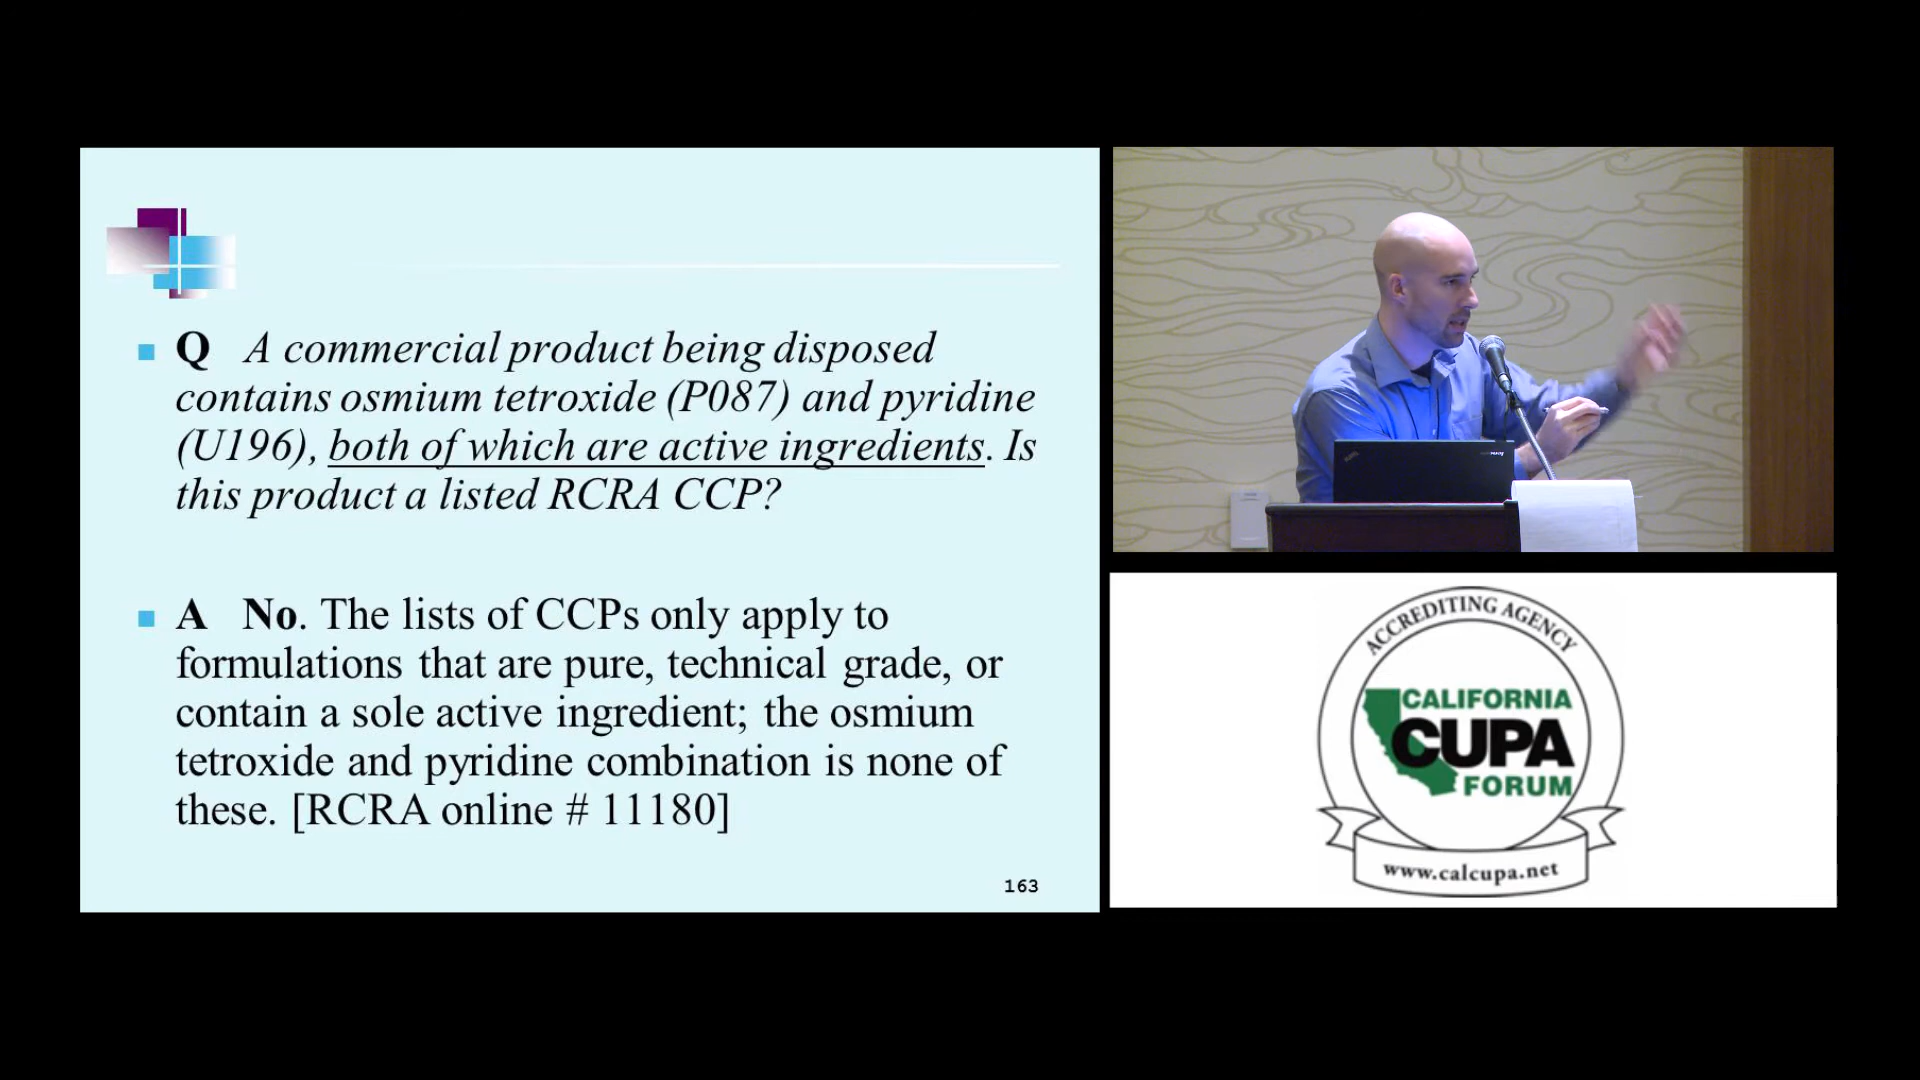 Q A commercial product being disposed
contains osmium tetroxide (P087) and pyridine
(U196), both of which are active ingredients. Is
this product a listed RCRA CCP?
A No. The lists of CCPs only apply to
formulations that are pure, technical grade, or
contain a sole active ingredient; the osmium
tetroxide and pyridine combination is none of
these. [RCRA online # 11180]
163
ACCREDITING AGENCY
CALIFORNIA
CUPA
FORUM
www.calcupa.net